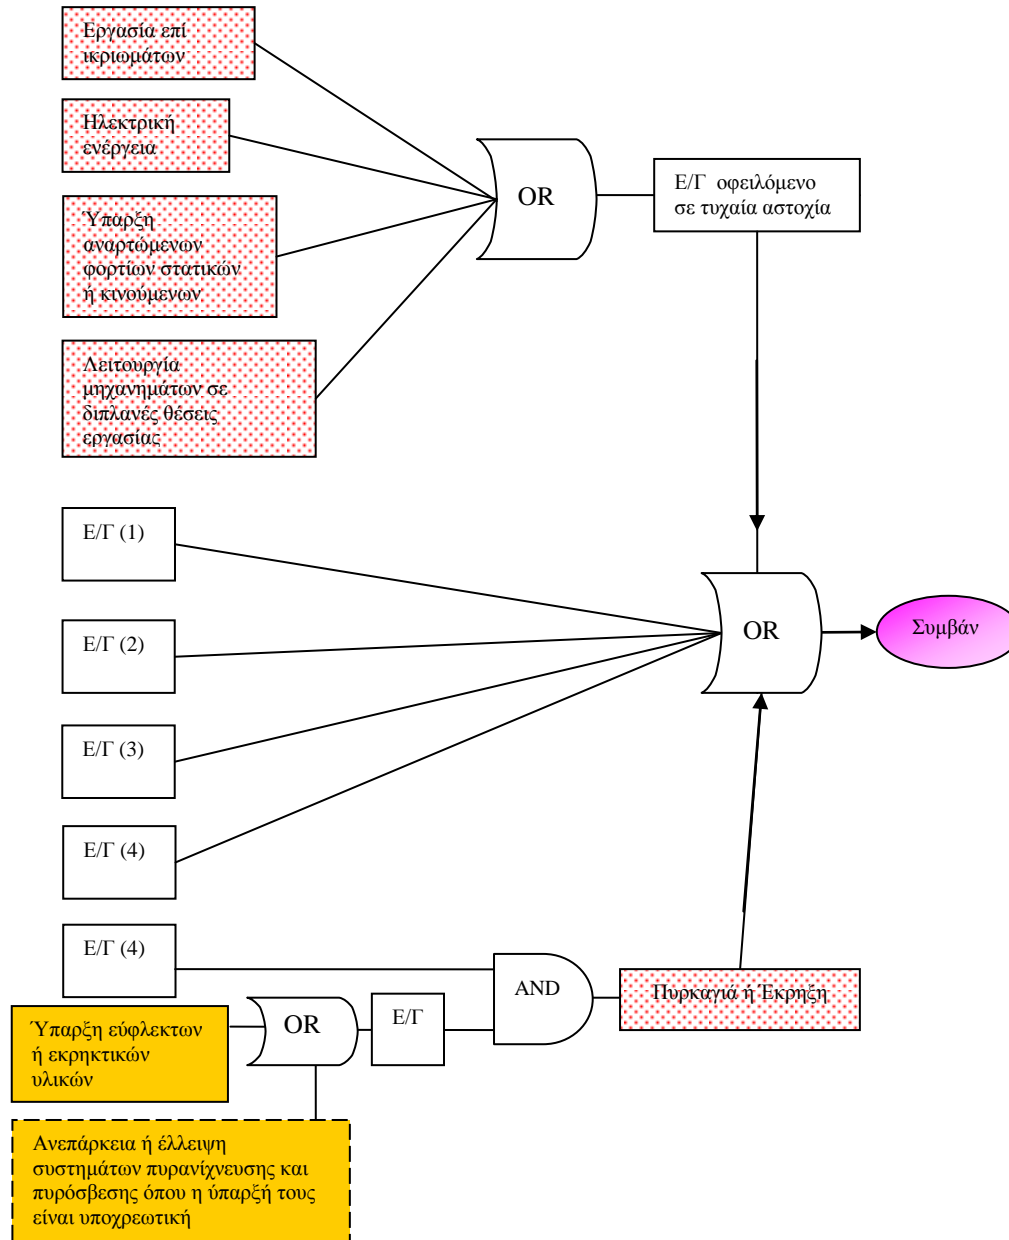 Εργασία επί
ικριωμάτων
Ηλεκτρική
ενέργεια
Ύπαρξη
αναρτώμενων
φορτίων στατικών
ή κινούμενων
Λειτουργία
μηχανημάτων σε
διπλανές θέσεις
εργασίας
OR
Ε/Γ οφειλόμενο
σε τυχαία αστοχία
Ε/Γ (1)
Ε/Γ (2)
Ε/Γ (3)
Ε/Γ (4)
OR
Συμβάν
Ε/Γ (4)
AND
Πυρκαγιά ή Έκρηξη
Ύπαρξη εύφλεκτων
ή εκρηκτικών
υλικών
OR
Ε/Γ
Ανεπάρκεια ή έλλειψη
συστημάτων πυρανίχνευσης και
πυρόσβεσης όπου η ύπαρξή τους
είναι υποχρεωτική